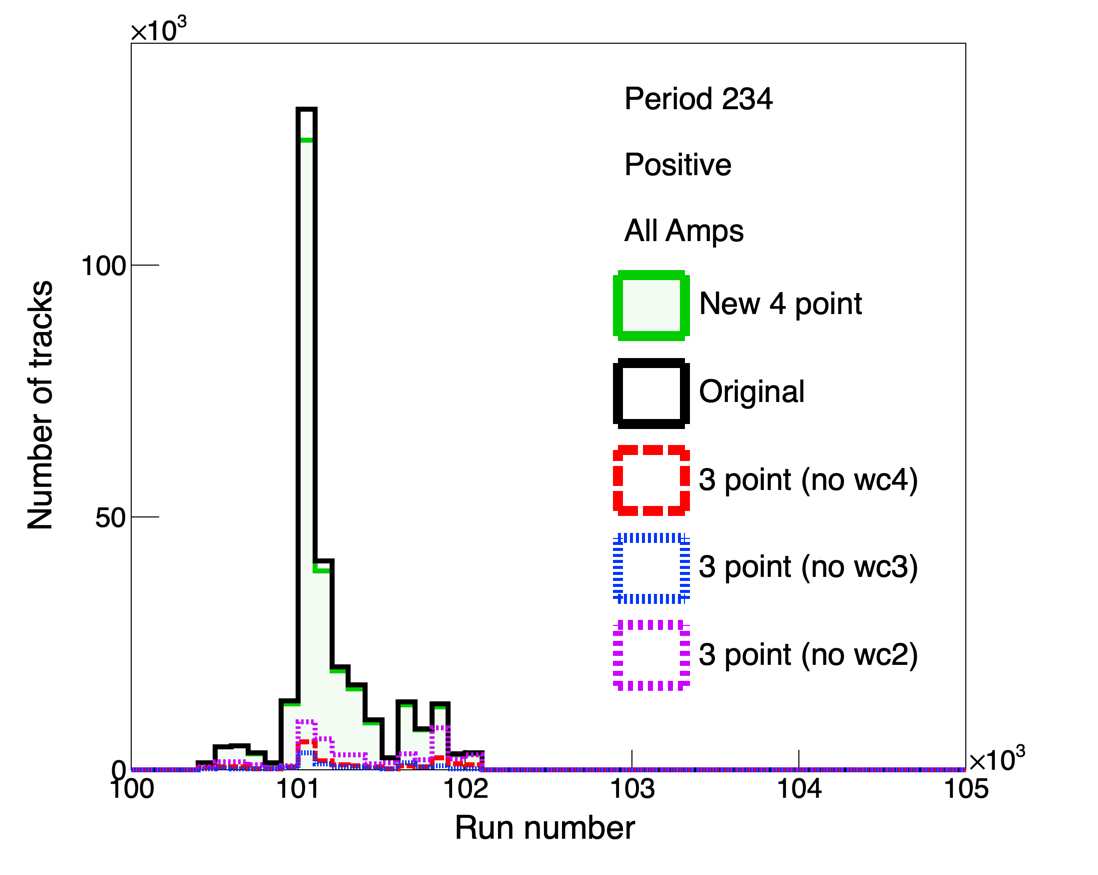 ×10³
Period 234
Positive
All Amps
New 4 point
Original
3 point (no wc4)
3 point (no wc3)
3 point (no wc2)
Number of tracks
100
50
0
100
101
102
103
104
105
×10³
Run number